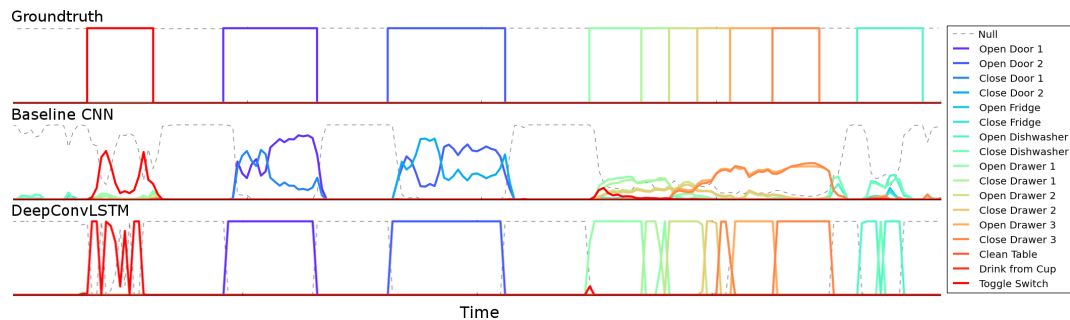 Groundtruth
Baseline CNN
DeepConvLSTM
Time
Null
Open Door 1
Open Door 2
Close Door 1
Close Door 2
Open Fridge
Close Fridge
Open Dishwasher
Close Dishwasher
Open Drawer 1
Close Drawer 1
Open Drawer 2
Close Drawer 2
Open Drawer 3
Close Drawer 3
Clean Table
Drink from Cup
Toggle Switch